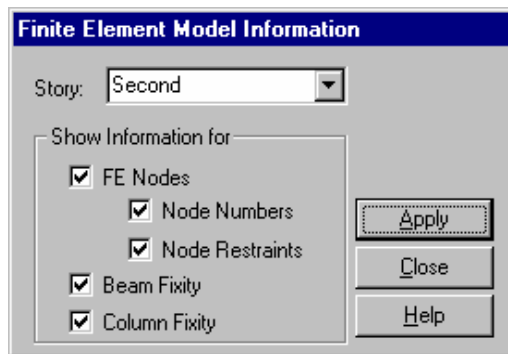 Finite Element Model Information
Story: Second
Show Information for
FE Nodes
Node Numbers
Node Restraints
Beam Fixity
Column Fixity
Apply
Close
Help